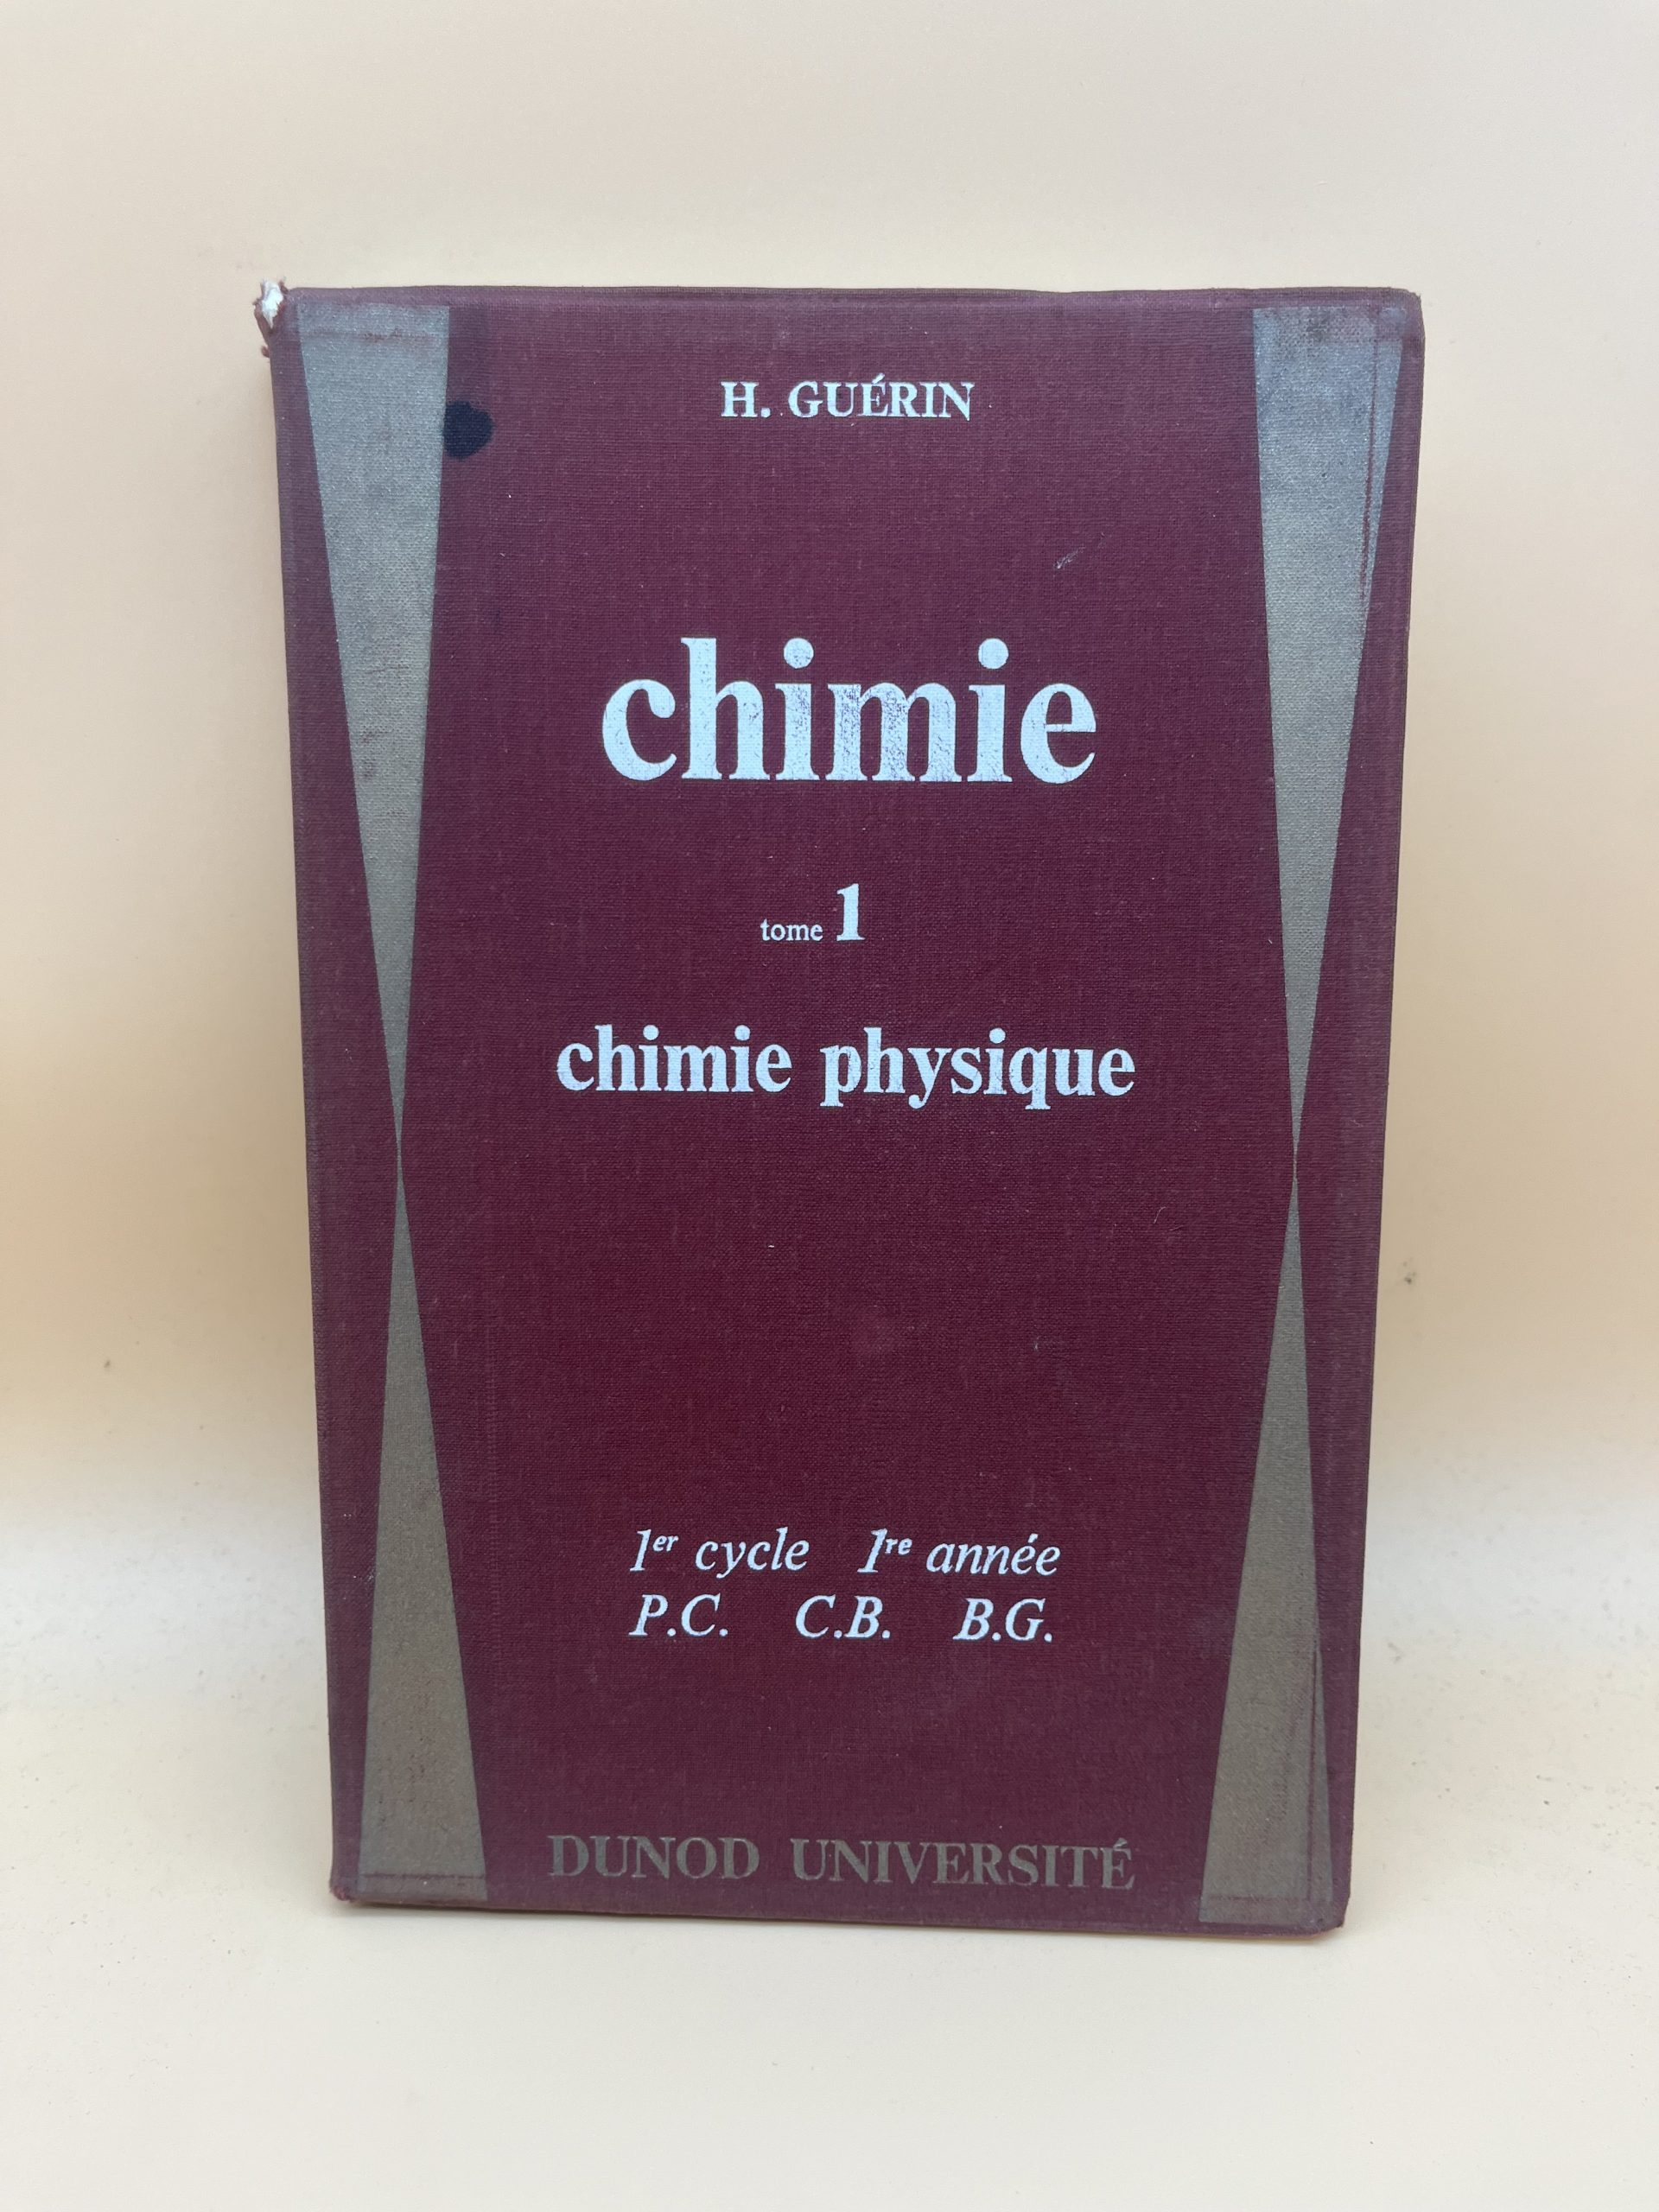 H. GUÉRIN
chimie
tome 1
chimie physique
1er cycle 1re année
P.C. C.B. B.G.
DUNOD UNIVERSITÉ